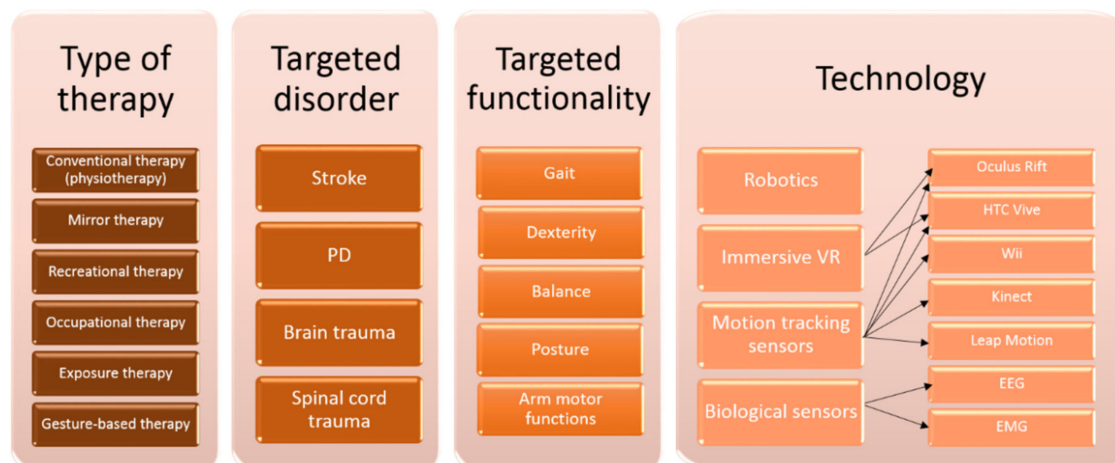 Type of
therapy
Conventional therapy
(physiotherapy)
Mirror therapy
Recreational therapy
Occupational therapy
Exposure therapy
Gesture-based therapy
Targeted
disorder
Stroke
PD
Brain trauma
Spinal cord
trauma
Targeted
functionality
Gait
Dexterity
Balance
Posture
Arm motor
functions
Technology
Robotics
Immersive VR
Motion tracking
sensors
Biological sensors
Oculus Rift
HTC Vive
Wii
Kinect
Leap Motion
EEG
EMG